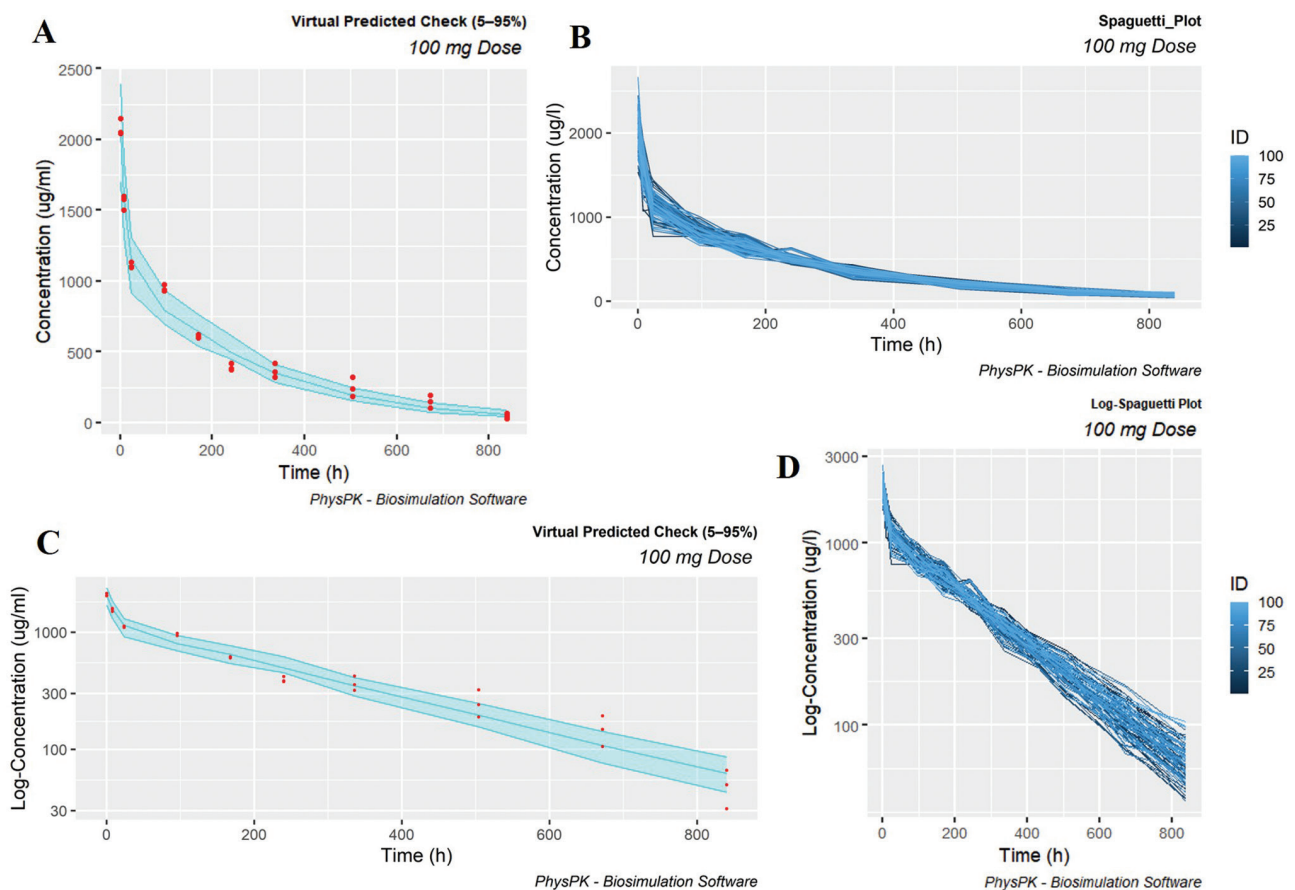 A
Virtual Predicted Check (5–95%)
100 mg Dose
2500
2000
1500
1000
500
0
Concentration (ug/ml)
0 200 400 600 800
Time (h)
PhysPK - Biosimulation Software
B
Spaguetti_Plot
100 mg Dose
2000
1000
0
Concentration (ug/l)
0 200 400 600 800
Time (h)
PhysPK - Biosimulation Software
ID
100
75
50
25
C
Virtual Predicted Check (5–95%)
100 mg Dose
1000
300
100
30
Log-Concentration (ug/ml)
0 200 400 600 800
Time (h)
PhysPK - Biosimulation Software
D
Log-Spaguetti Plot
100 mg Dose
3000
1000
300
100
Log-Concentration (ug/l)
0 200 400 600 800
Time (h)
PhysPK - Biosimulation Software
ID
100
75
50
25